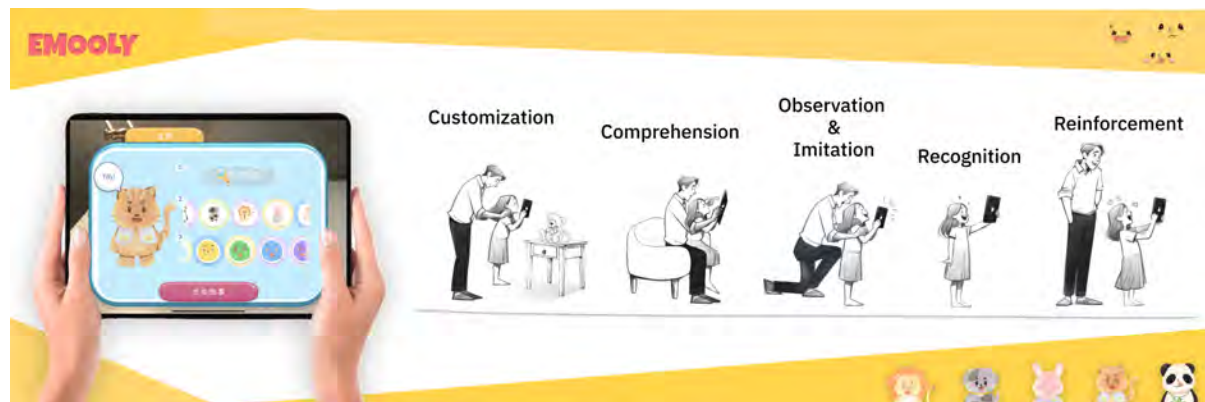 EMOOLY
Customization
Comprehension
Observation
&
Imitation
Recognition
Reinforcement